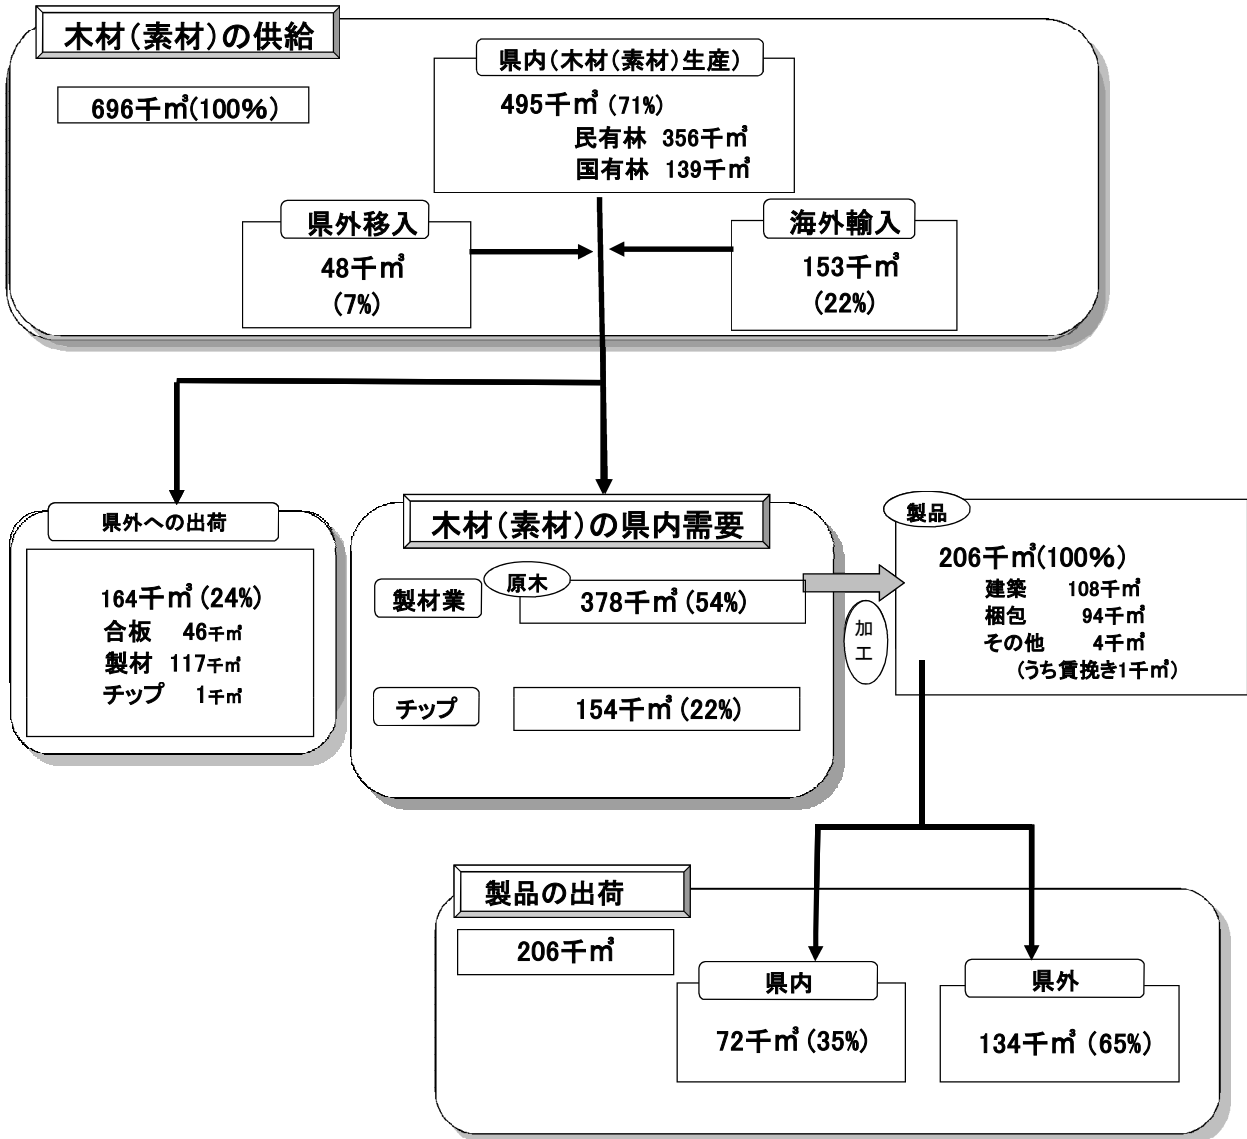 木材（素材）の供給
696千㎥(100%)
県内（木材（素材）生産）
495千㎥ (71%)
民有林 356千㎥
国有林 139千㎥
県外移入
48千㎥
(7%)
海外輸入
153千㎥
(22%)
県外への出荷
164千㎥ (24%)
合板 46千㎥
製材 117千㎥
チップ 1千㎥
木材（素材）の県内需要
製材業
原木
378千㎥ (54%)
チップ
154千㎥ (22%)
加工
製品
206千㎥(100%)
建築 108千㎥
梱包 94千㎥
その他 4千㎥
(うち賃挽き1千㎥)
製品の出荷
206千㎥
県内
72千㎥ (35%)
県外
134千㎥ (65%)